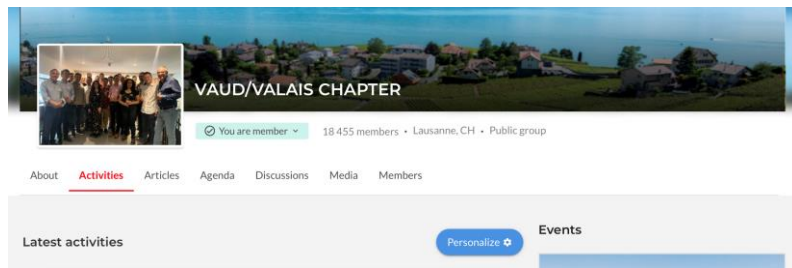 VAUD/VALAIS CHAPTER
You are member
18 455 members • Lausanne, CH • Public group
About Activities Articles Agenda Discussions Media Members
Latest activities
Personalize
Events